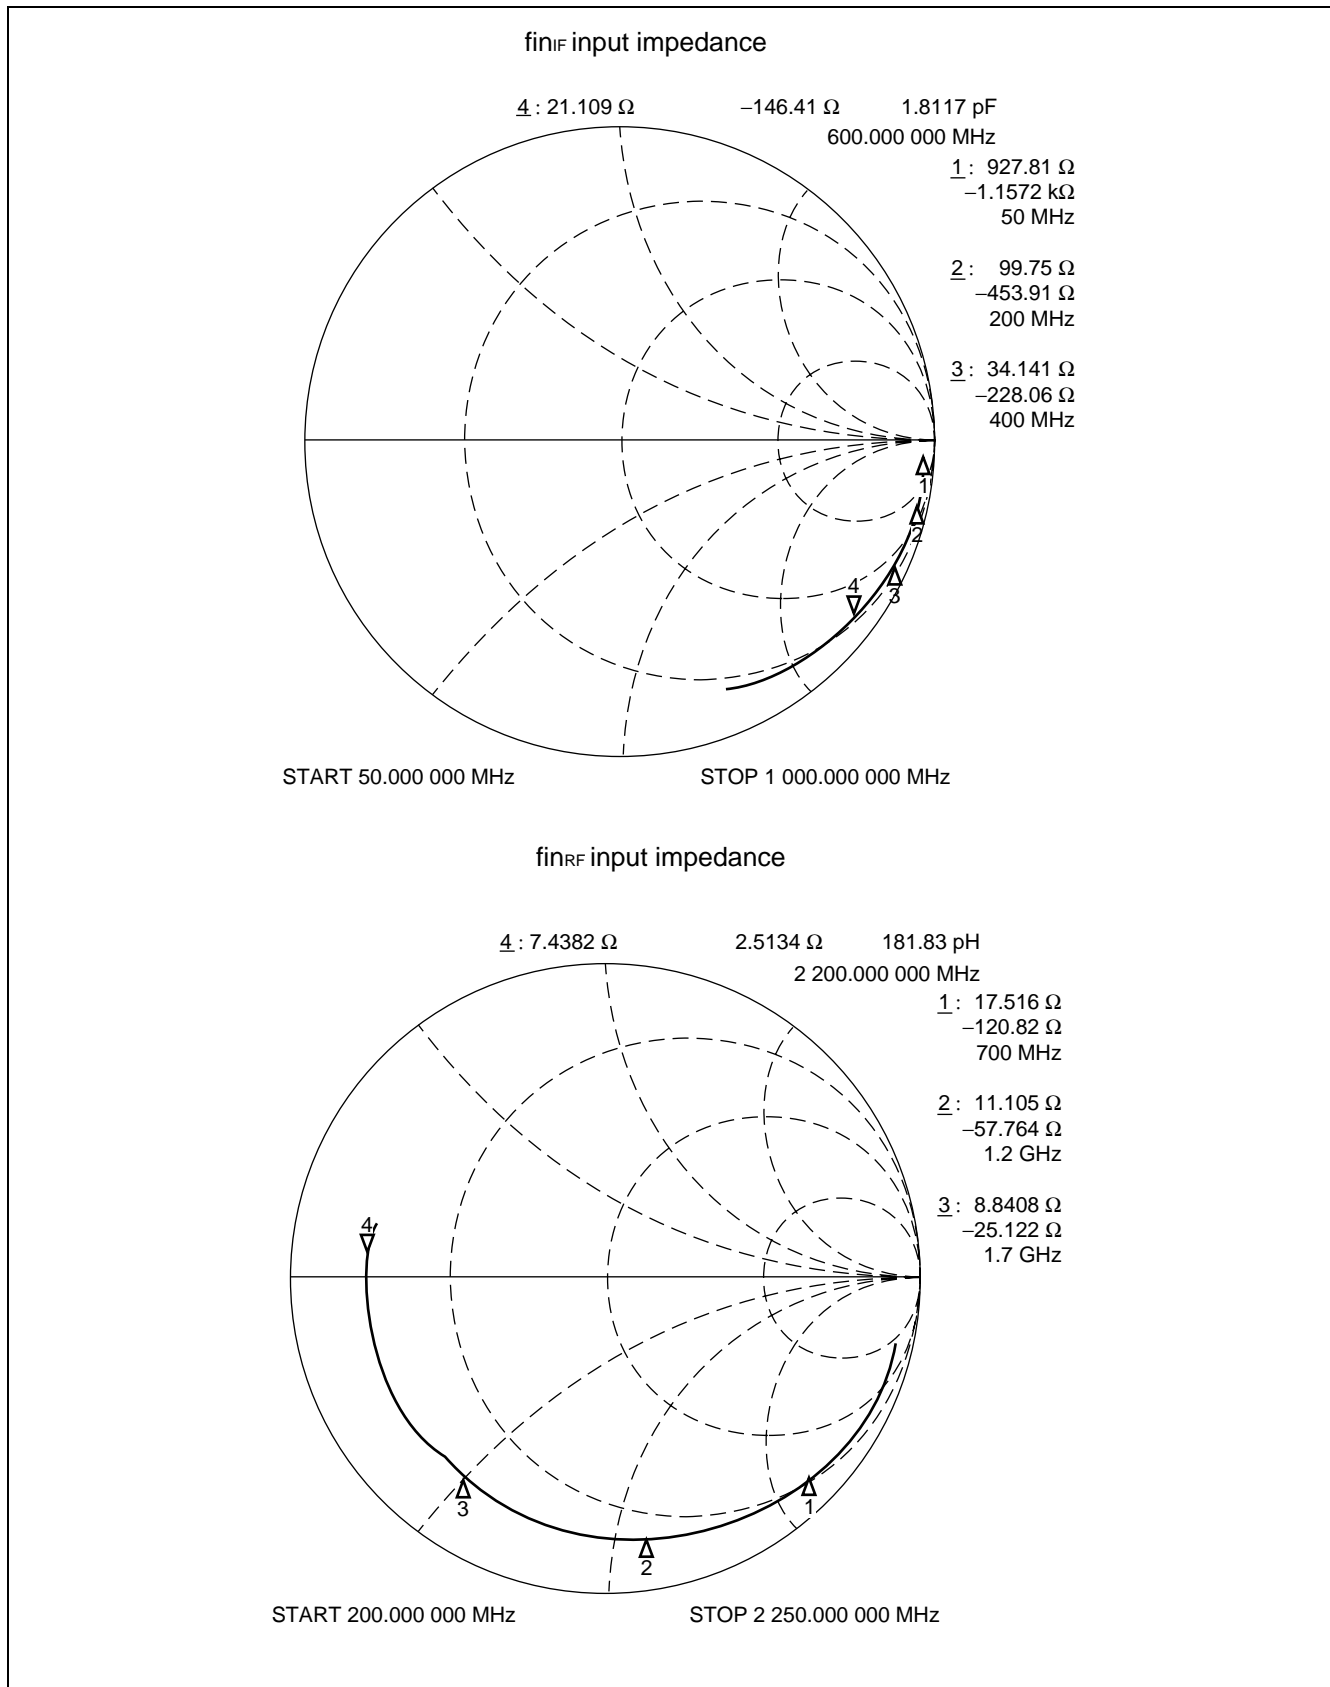 finIF input impedance
4 : 21.109 Ω −146.41 Ω 1.8117 pF
600.000 000 MHz
1 : 927.81 Ω
−1.1572 kΩ
50 MHz
2 : 99.75 Ω
−453.91 Ω
200 MHz
3 : 34.141 Ω
−228.06 Ω
400 MHz
1
2
4
3
START 50.000 000 MHz STOP 1 000.000 000 MHz
finRF input impedance
4 : 7.4382 Ω 2.5134 Ω 181.83 pH
2 200.000 000 MHz
1 : 17.516 Ω
−120.82 Ω
700 MHz
2 : 11.105 Ω
−57.764 Ω
1.2 GHz
3 : 8.8408 Ω
−25.122 Ω
1.7 GHz
4
3
1
2
START 200.000 000 MHz STOP 2 250.000 000 MHz